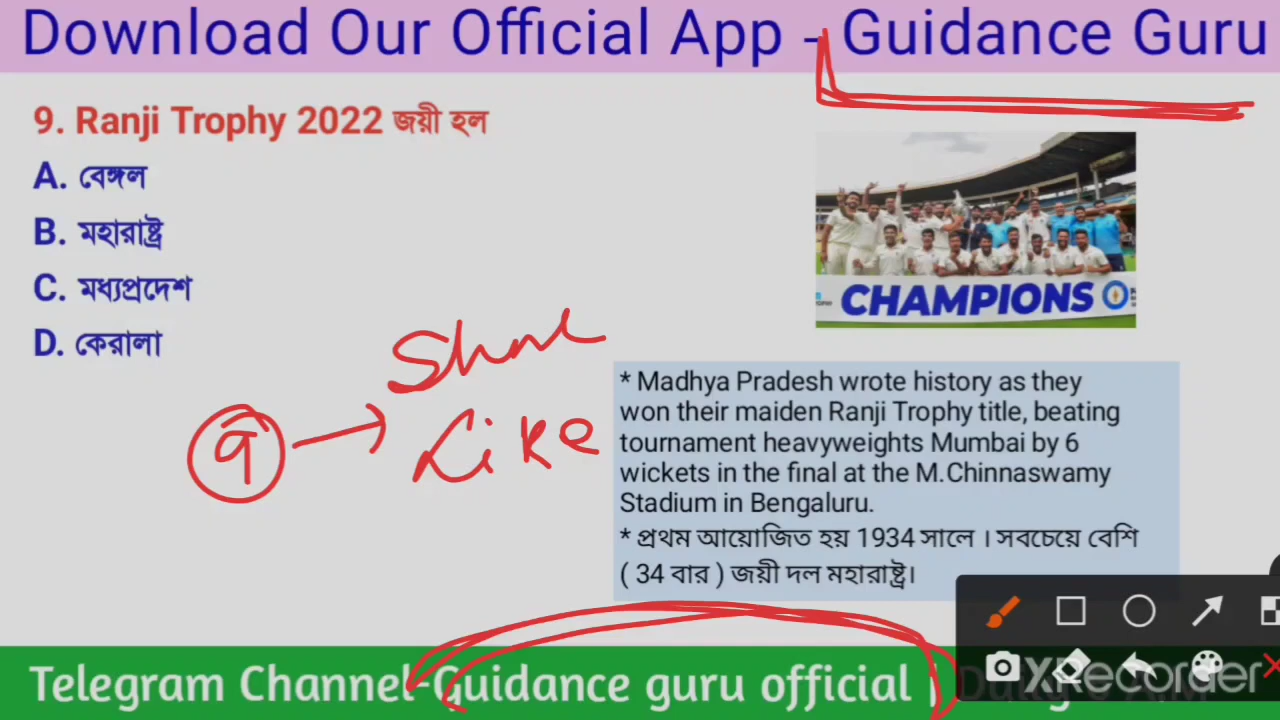 Download Our Official App - Guidance Guru
9. Ranji Trophy 2022 জয়ী হল
A. বেঙ্গল
B. মহারাষ্ট্র
C. মধ্যপ্রদেশ
D. কেরালা
CHAMPIONS
Share
Like
* Madhya Pradesh wrote history as they
won their maiden Ranji Trophy title, beating
tournament heavyweights Mumbai by 6
wickets in the final at the M.Chinnaswamy
Stadium in Bengaluru.
* প্রথম আয়োজিত হয় 1934 সালে । সবচেয়ে বেশি
( 34 বার ) জয়ী দল মহারাষ্ট্র।
Telegram Channel-Guidance guru official |
XRecorder